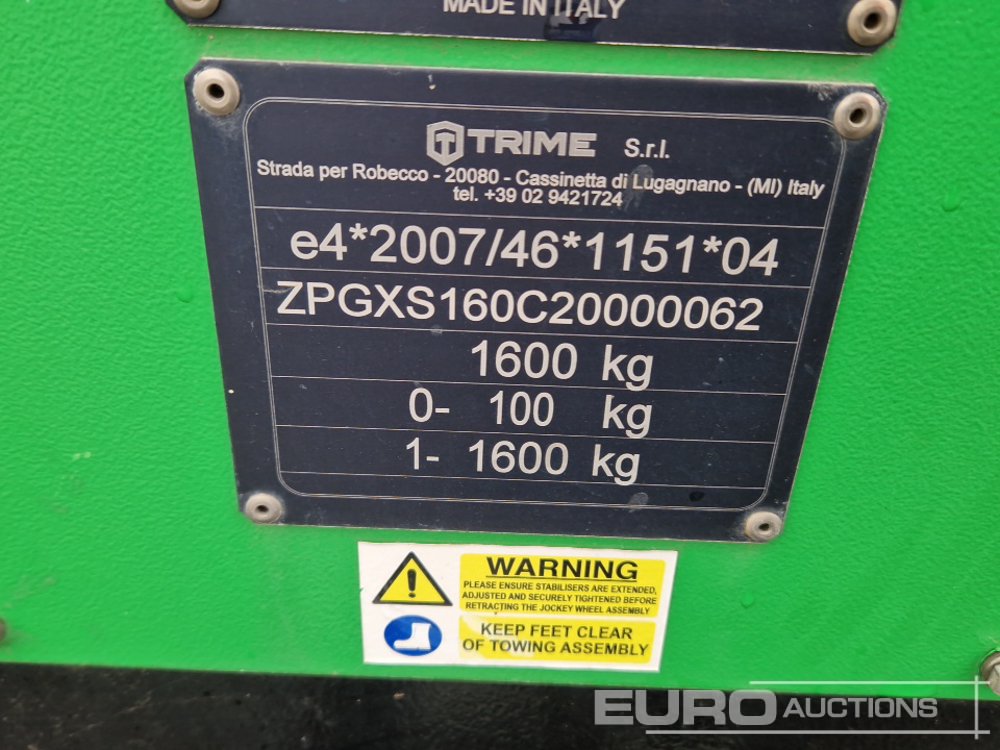 MADE IN ITALY
TRIME S.r.l.
Strada per Robecco - 20080 - Cassinetta di Lugagnano - (MI) Italy
tel. +39 02 9421724
e4*2007/46*1151*04
ZPGXS160C20000062
1600 kg
0- 100 kg
1- 1600 kg
WARNING
PLEASE ENSURE STABILISERS ARE EXTENDED,
ADJUSTED AND SECURELY TIGHTENED BEFORE
RETRACTING THE JOCKEY WHEEL ASSEMBLY
KEEP FEET CLEAR
OF TOWING ASSEMBLY
EURO AUCTIONS